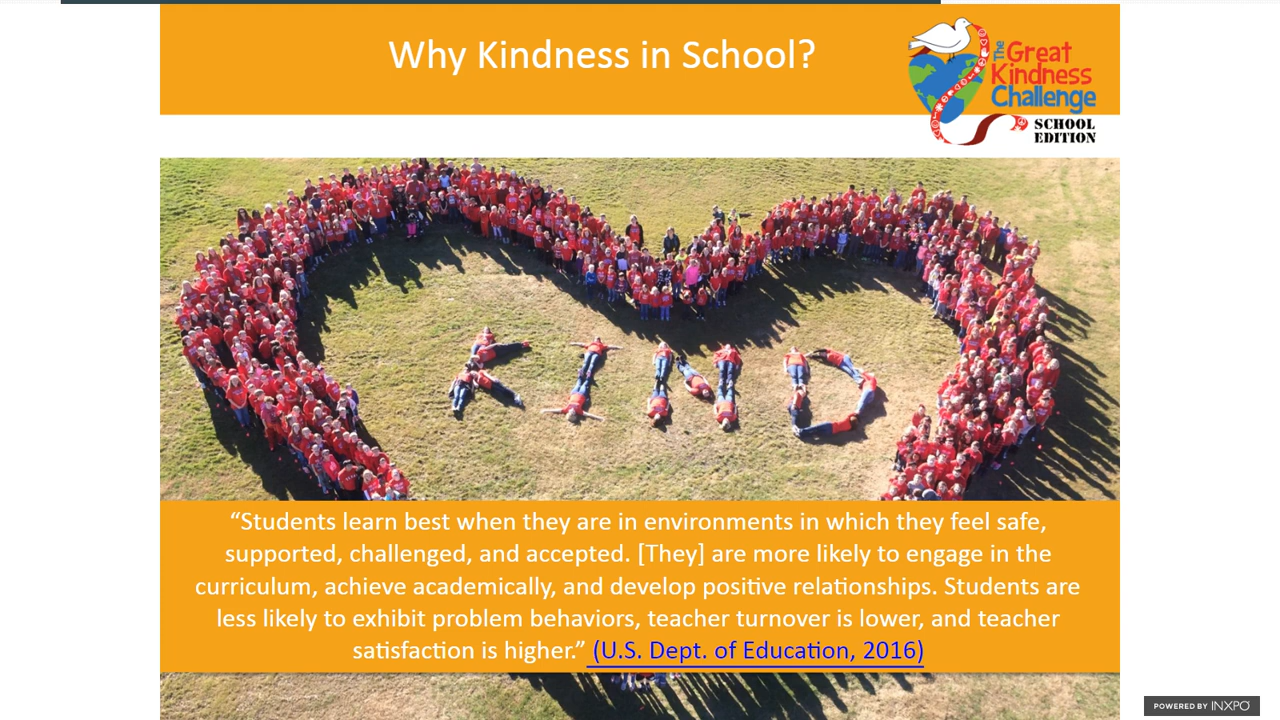 Why Kindness in School?
The Great Kindness Challenge
SCHOOL EDITION
KIND
“Students learn best when they are in environments in which they feel safe,
supported, challenged, and accepted. [They] are more likely to engage in the
curriculum, achieve academically, and develop positive relationships. Students are
less likely to exhibit problem behaviors, teacher turnover is lower, and teacher
satisfaction is higher.” (U.S. Dept. of Education, 2016)
POWERED BY INXPO